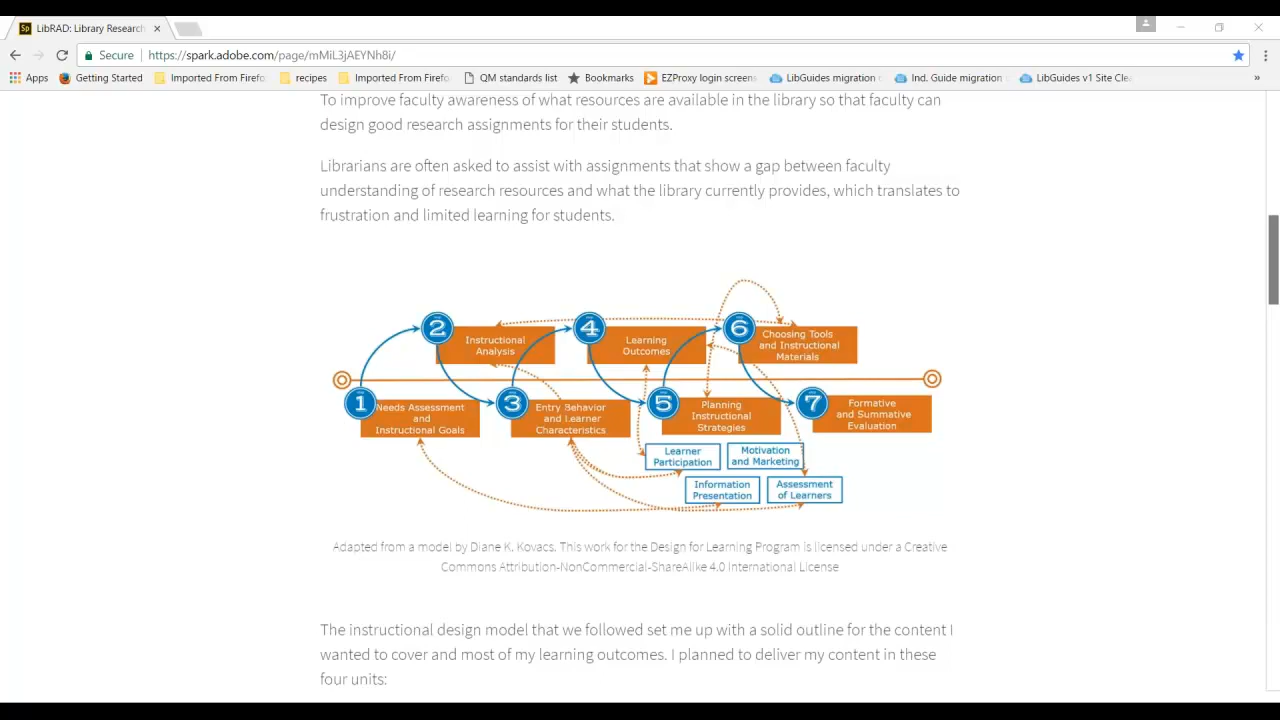 LibRAD: Library Research
Secure
https://spark.adobe.com/page/mMiL3jAEYNh8i/
Apps
Getting Started
Imported From Firefo
recipes
Imported From Firefo
QM standards list
Bookmarks
EZProxy login screens
LibGuides migration
Ind. Guide migration
LibGuides v1 Site Cle
»
To improve faculty awareness of what resources are available in the library so that faculty can
design good research assignments for their students.
Librarians are often asked to assist with assignments that show a gap between faculty
understanding of research resources and what the library currently provides, which translates to
frustration and limited learning for students.
1
Needs Assessment
and
Instructional Goals
2
Instructional
Analysis
3
Entry Behavior
and Learner
Characteristics
4
Learning
Outcomes
5
Planning
Instructional
Strategies
6
Choosing Tools
and Instructional
Materials
7
Formative
and Summative
Evaluation
Learner
Participation
Motivation
and Marketing
Information
Presentation
Assessment
of Learners
Adapted from a model by Diane K. Kovacs. This work for the Design for Learning Program is licensed under a Creative
Commons Attribution-NonCommercial-ShareAlike 4.0 International License
The instructional design model that we followed set me up with a solid outline for the content I
wanted to cover and most of my learning outcomes. I planned to deliver my content in these
four units: